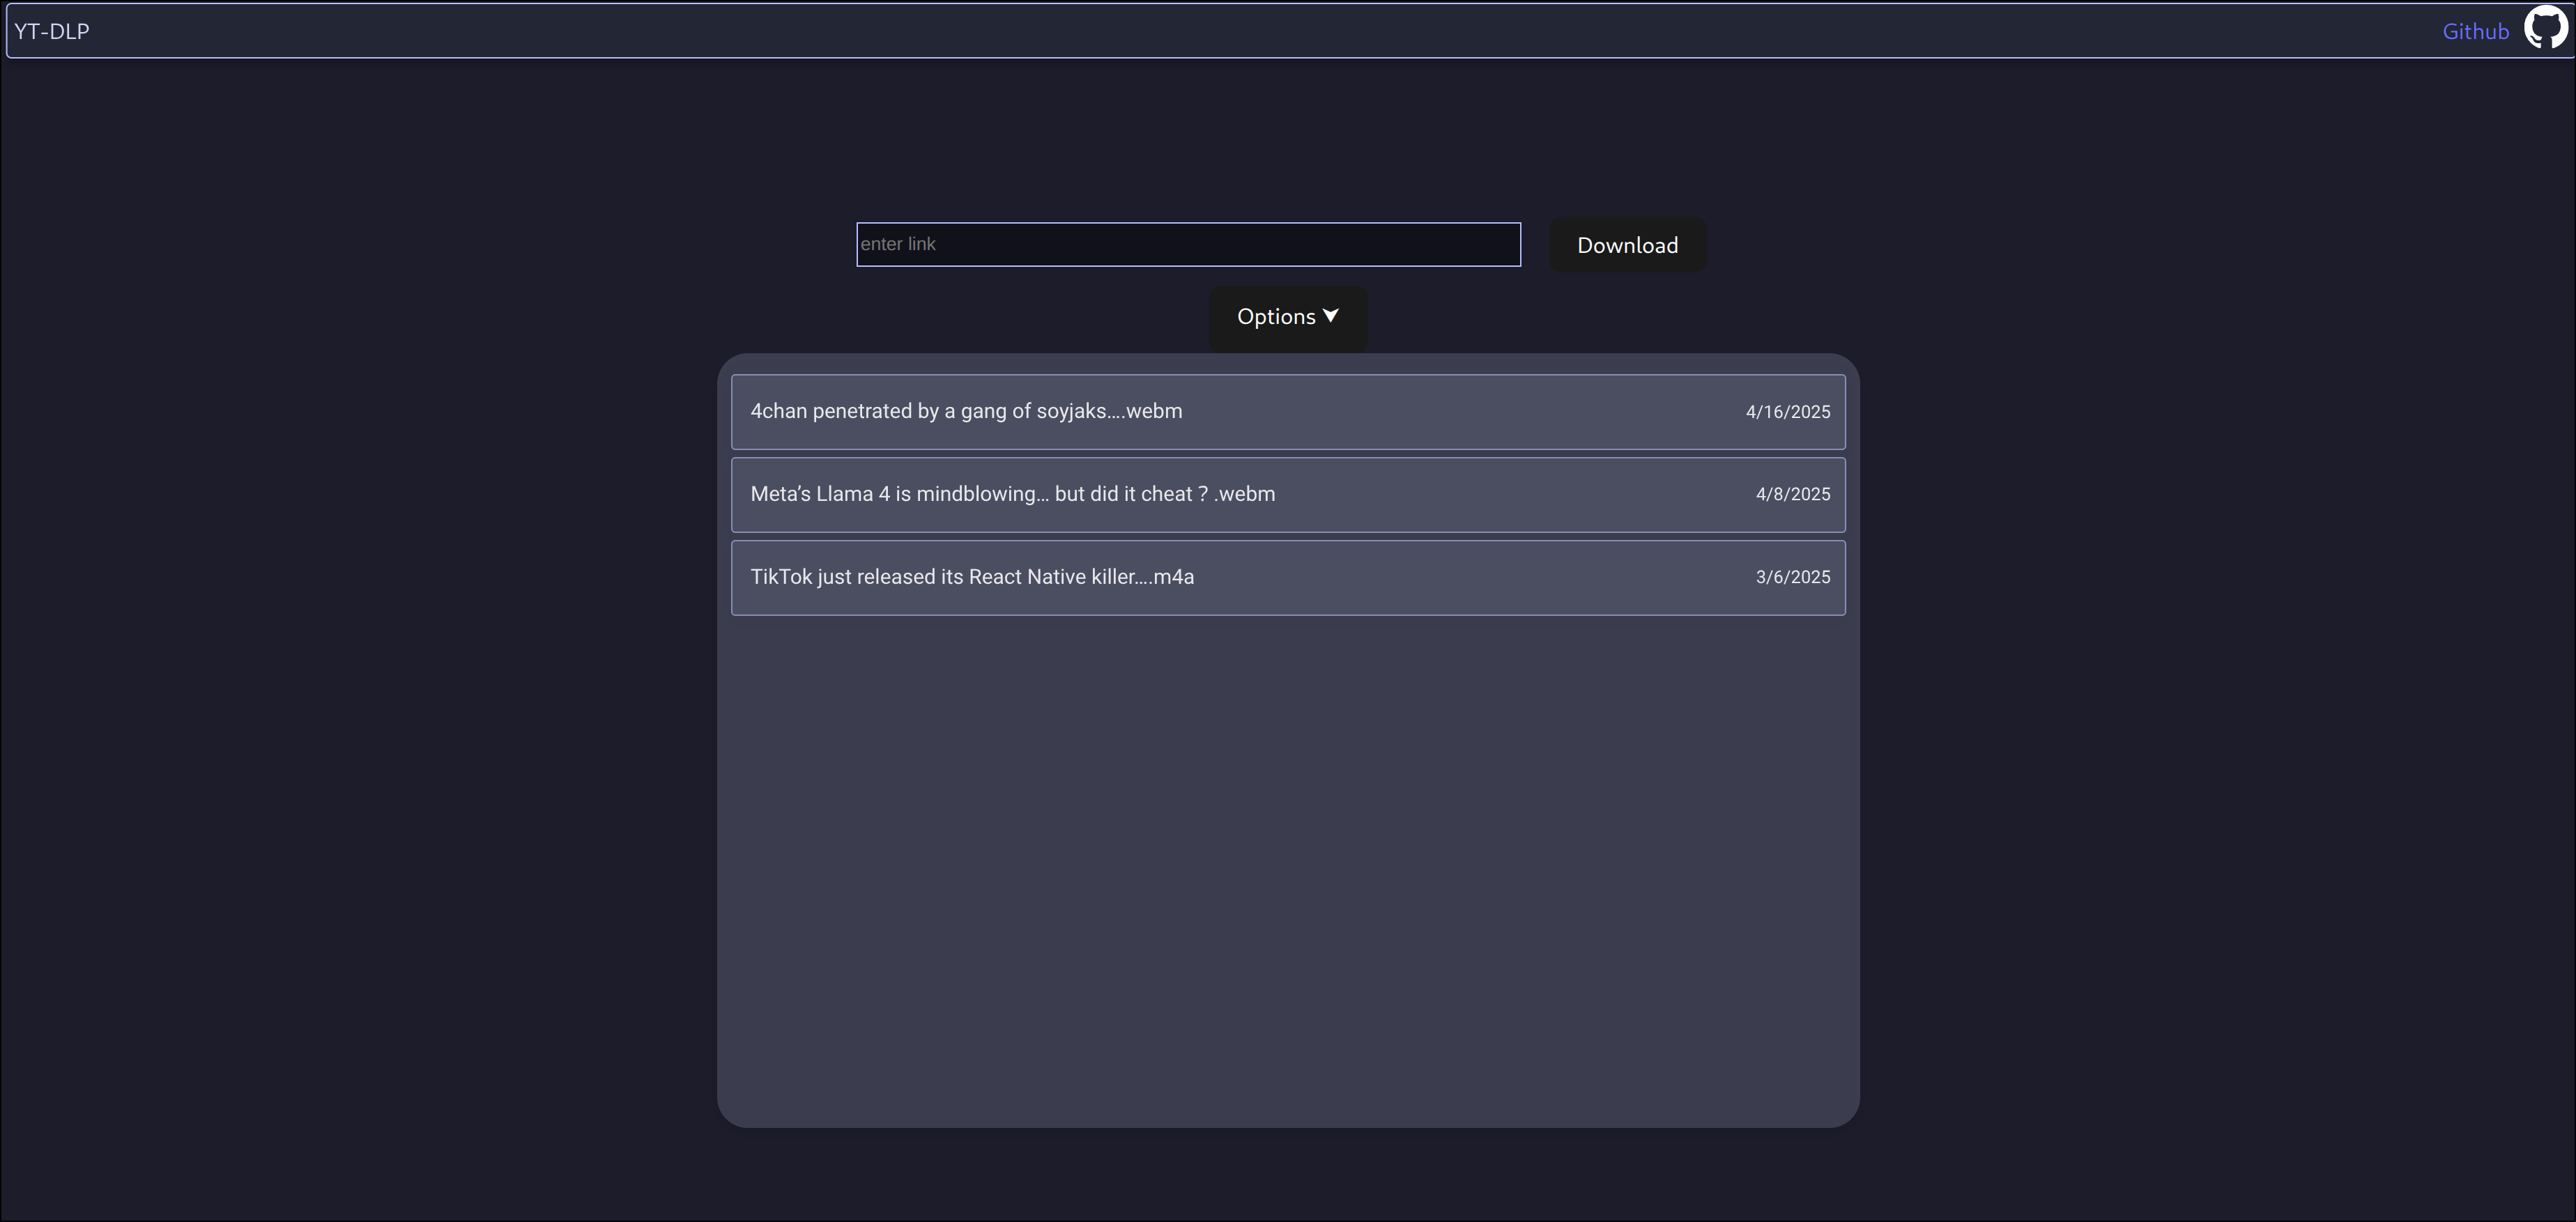 YT-DLP
Github
enter link
Download
Options ⮟
4chan penetrated by a gang of soyjaks….webm
4/16/2025
Meta’s Llama 4 is mindblowing… but did it cheat？.webm
4/8/2025
TikTok just released its React Native killer….m4a
3/6/2025